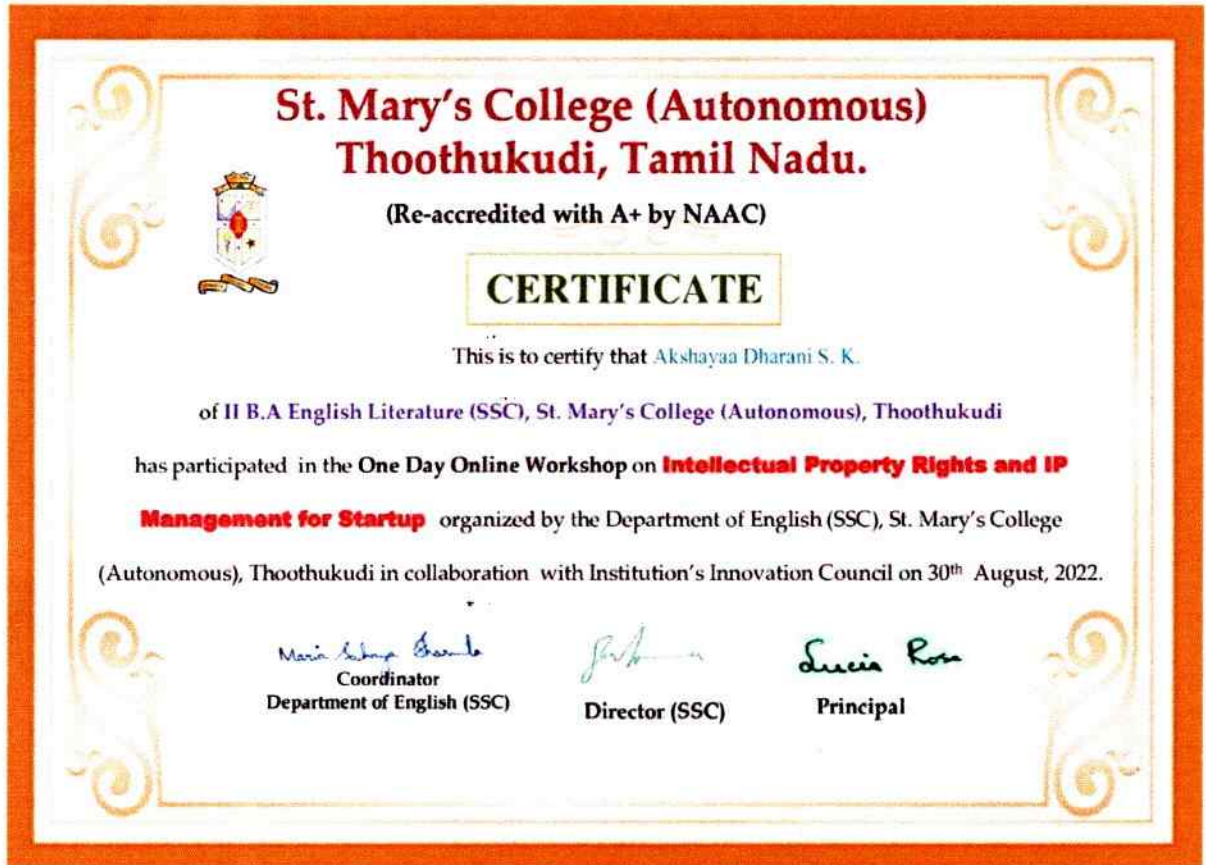 St. Mary's College (Autonomous)
Thoothukudi, Tamil Nadu.
(Re-accredited with A+ by NAAC)
CERTIFICATE
This is to certify that Akshayaa Dharani S. K.
of II B.A English Literature (SSC), St. Mary's College (Autonomous), Thoothukudi
has participated in the One Day Online Workshop on Intellectual Property Rights and IP
Management for Startup organized by the Department of English (SSC), St. Mary's College
(Autonomous), Thoothukudi in collaboration with Institution's Innovation Council on 30th August, 2022.
Maria
Lucia Rose
Coordinator
Department of English (SSC)
Director (SSC)
Principal